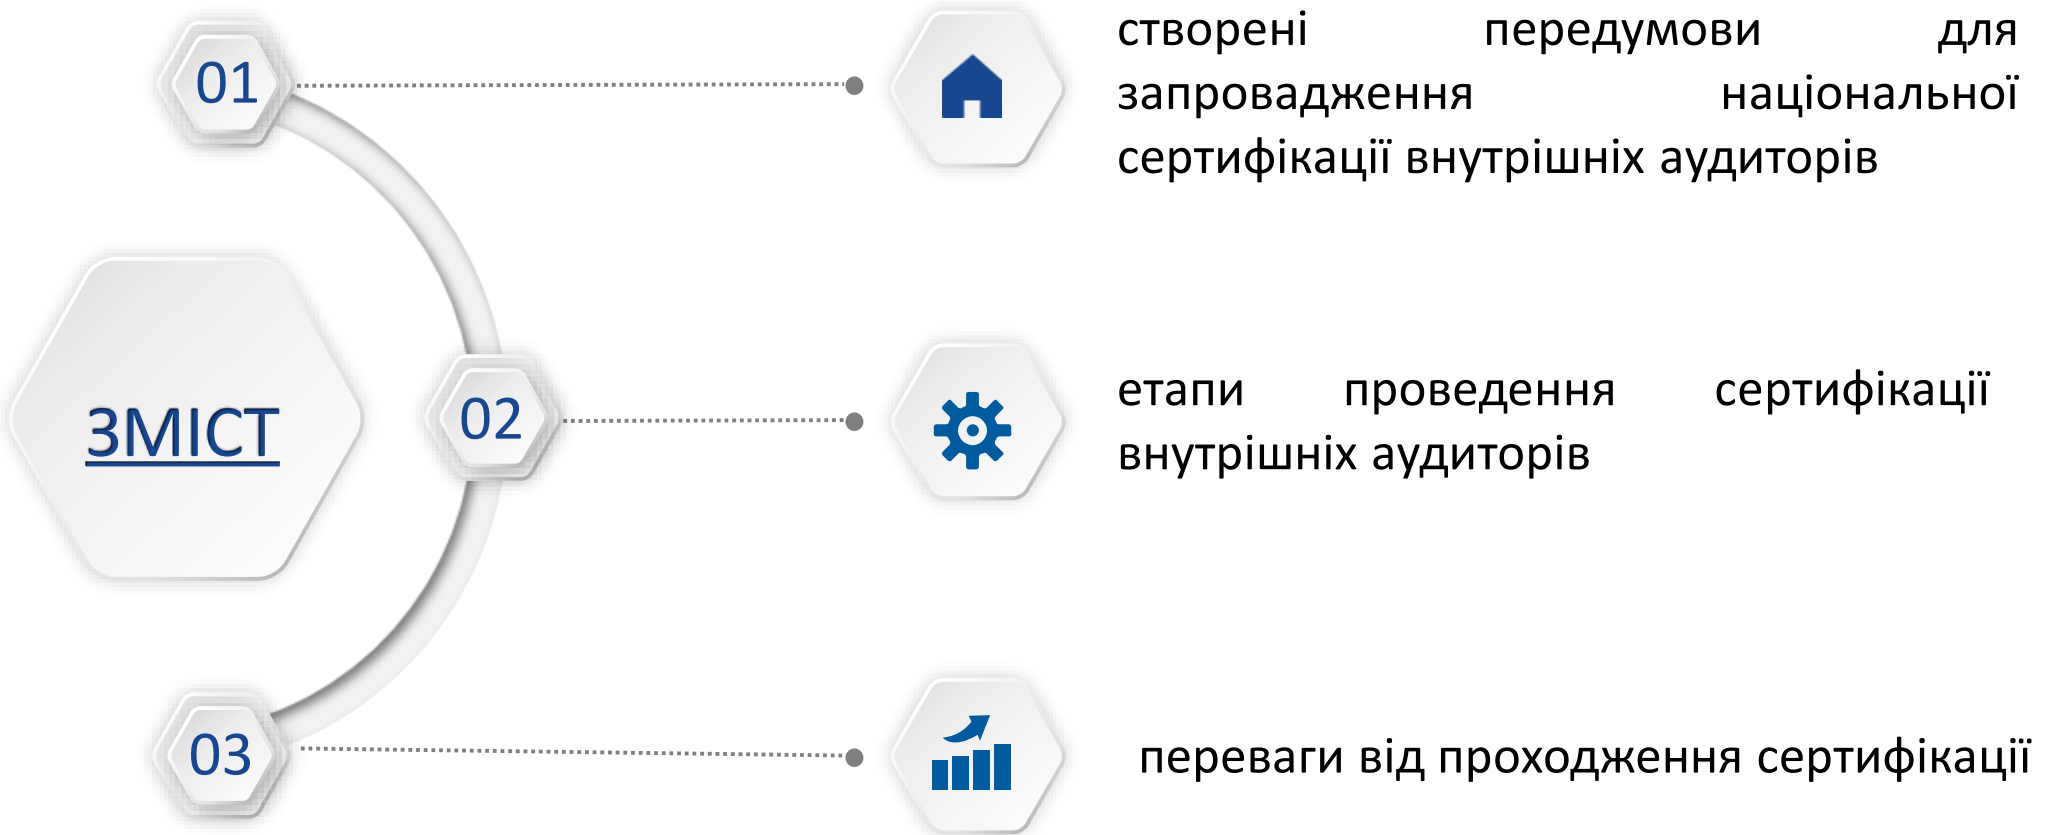 01
створені передумови для
запровадження національної
сертифікації внутрішніх аудиторів
ЗМІСТ
02
етапи проведення сертифікації
внутрішніх аудиторів
03
переваги від проходження сертифікації